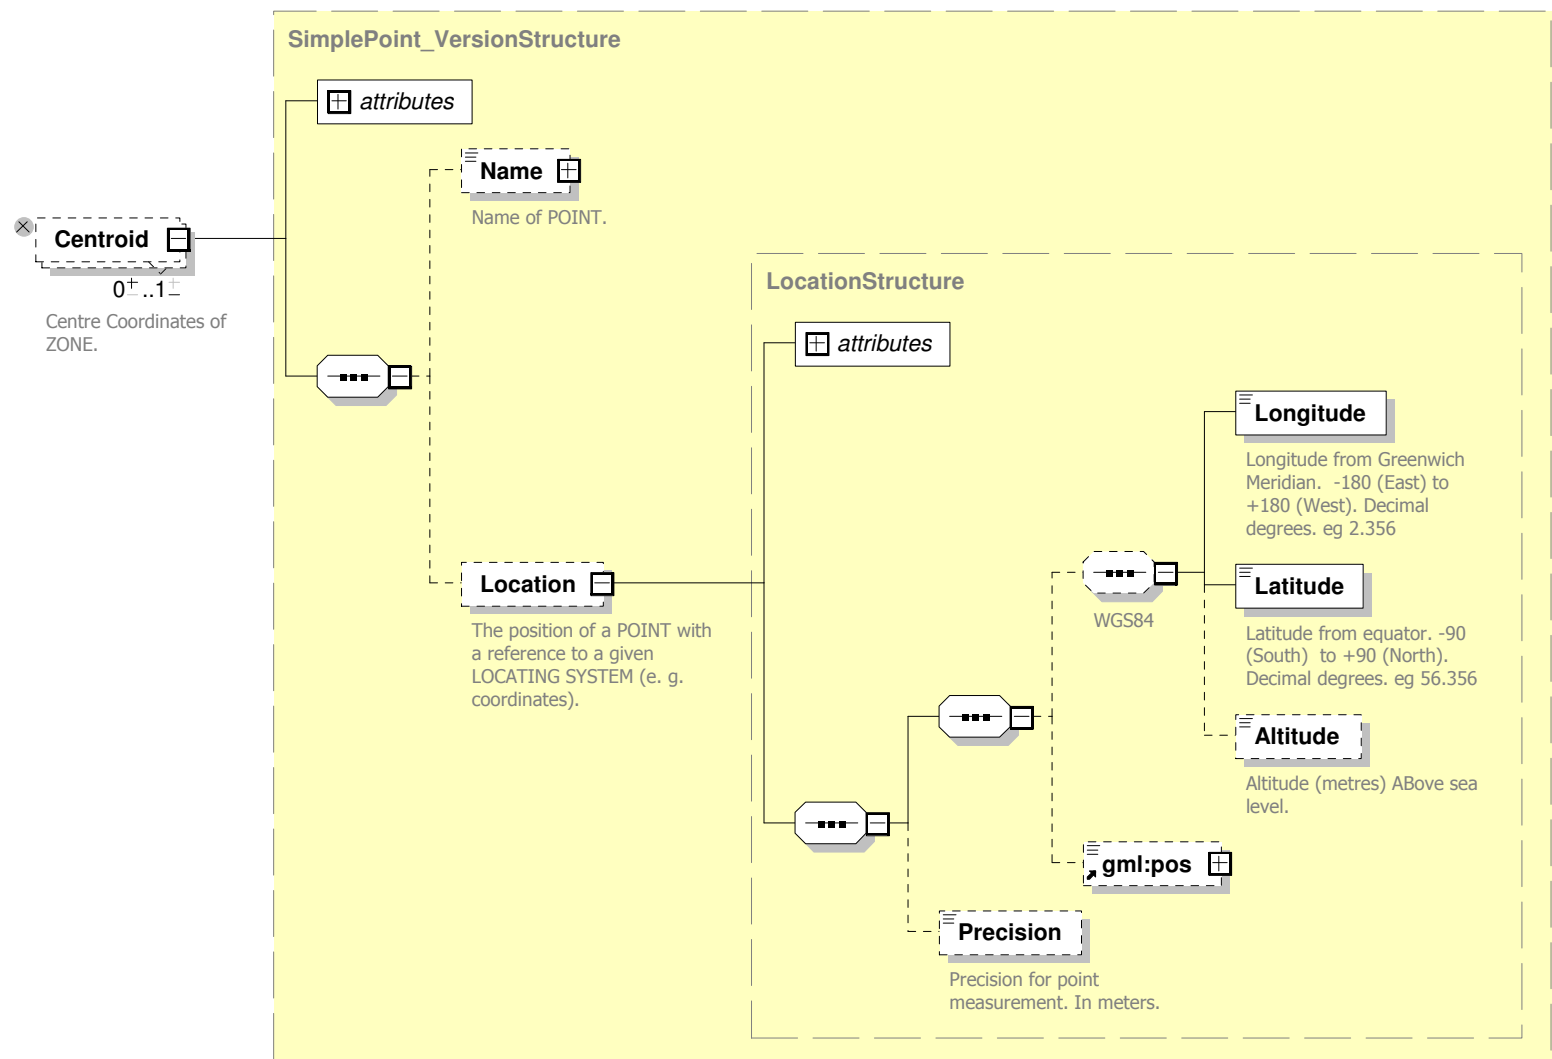 SimplePoint_VersionStructure
attributes
Name
Name of POINT.
Centroid
0..1
Centre Coordinates of
ZONE.
LocationStructure
attributes
Longitude
Longitude from Greenwich
Meridian.  -180 (East) to
+180 (West). Decimal
degrees. eg 2.356
Location
The position of a POINT with
a reference to a given
LOCATING SYSTEM (e. g.
coordinates).
WGS84
Latitude
Latitude from equator. -90
(South)  to +90 (North).
Decimal degrees. eg 56.356
Altitude
Altitude (metres) ABove sea
level.
gml:pos
Precision
Precision for point
measurement. In meters.